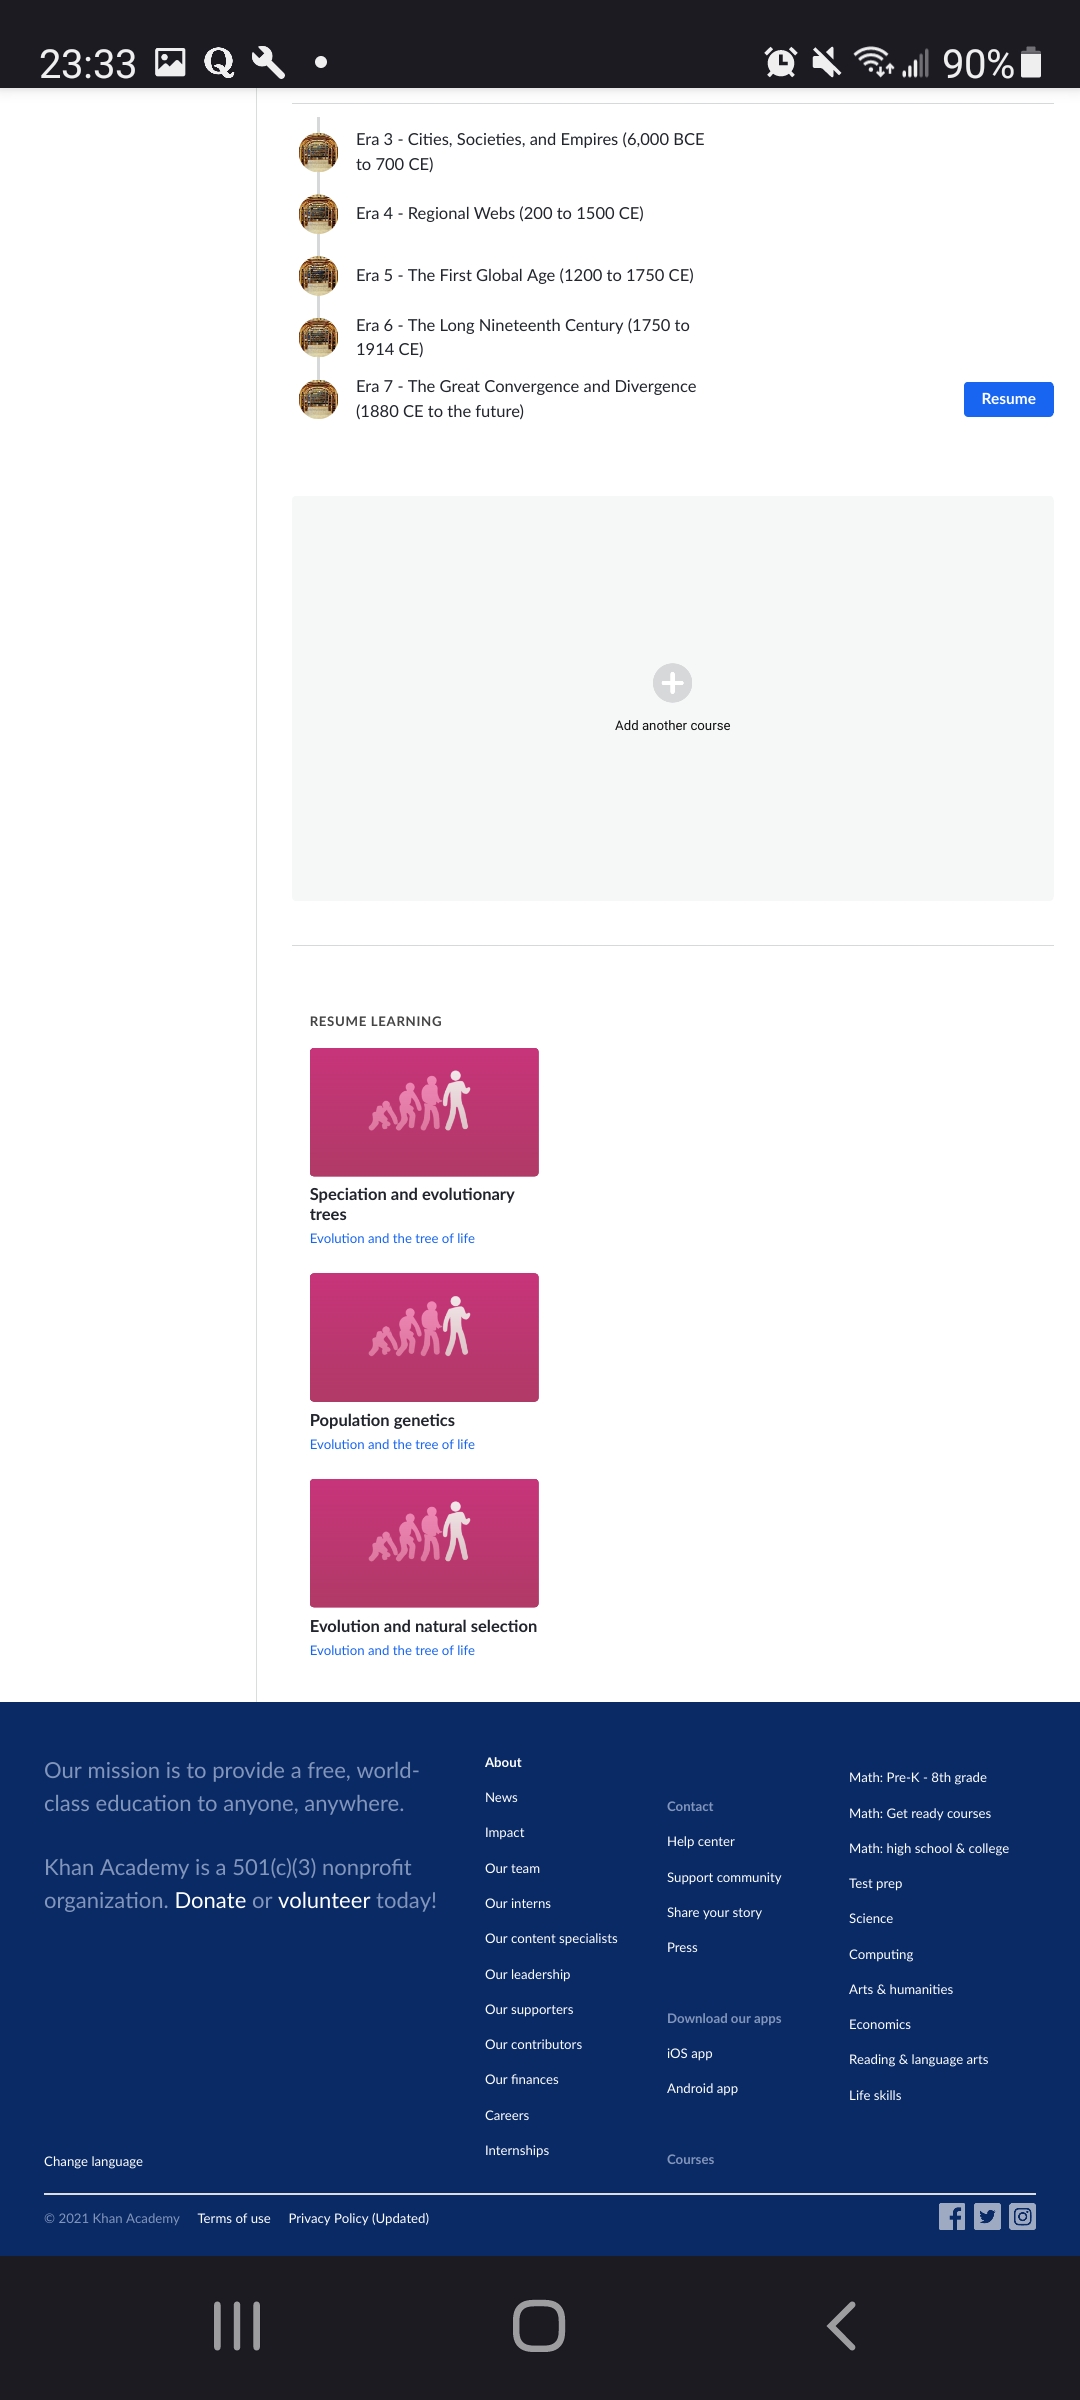 23:33
90%
Era 3 - Cities, Societies, and Empires (6,000 BCE
to 700 CE)
Era 4 - Regional Webs (200 to 1500 CE)
Era 5 - The First Global Age (1200 to 1750 CE)
Era 6 - The Long Nineteenth Century (1750 to
1914 CE)
Era 7 - The Great Convergence and Divergence
(1880 CE to the future)
Resume
Add another course
RESUME LEARNING
Speciation and evolutionary
trees
Evolution and the tree of life
Population genetics
Evolution and the tree of life
Evolution and natural selection
Evolution and the tree of life
Our mission is to provide a free, world-
class education to anyone, anywhere.
Khan Academy is a 501(c)(3) nonprofit
organization. Donate or volunteer today!
Change language
About
News
Impact
Our team
Our interns
Our content specialists
Our leadership
Our supporters
Our contributors
Our finances
Careers
Internships
Contact
Help center
Support community
Share your story
Press
Download our apps
iOS app
Android app
Courses
Math: Pre-K - 8th grade
Math: Get ready courses
Math: high school & college
Test prep
Science
Computing
Arts & humanities
Economics
Reading & language arts
Life skills
© 2021 Khan Academy Terms of use Privacy Policy (Updated)